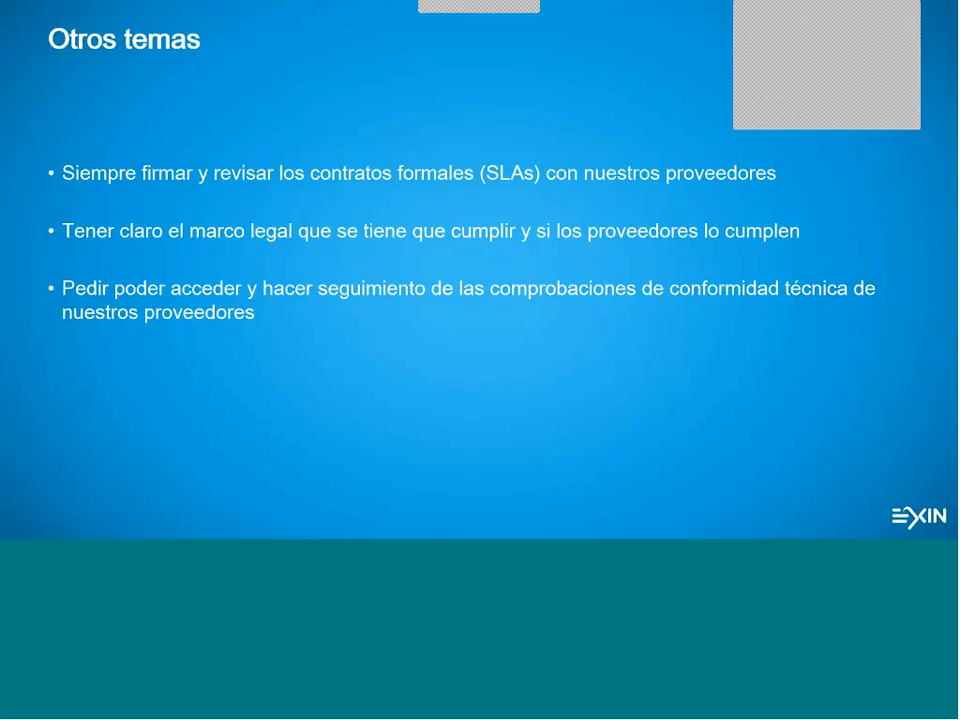 Otros temas
• Siempre firmar y revisar los contratos formales (SLAs) con nuestros proveedores
• Tener claro el marco legal que se tiene que cumplir y si los proveedores lo cumplen
• Pedir poder acceder y hacer seguimiento de las comprobaciones de conformidad técnica de
nuestros proveedores
EXIN